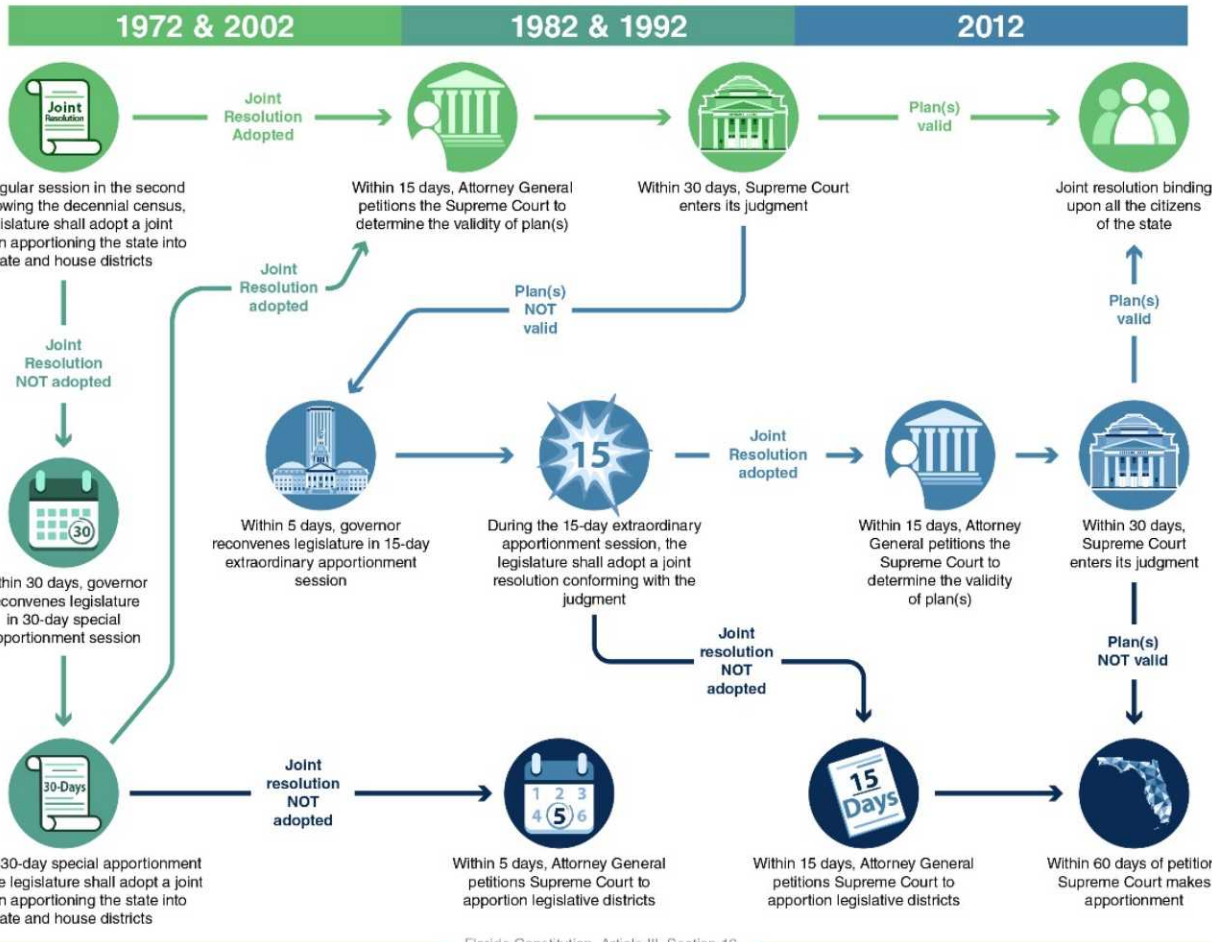 1972 & 2002
1982 & 1992
2012
Joint
Resolution
Joint
Resolution
Adopted
Plan(s)
valid
gular session in the second
owing the decennial census,
islature shall adopt a joint
n apportioning the state into
ate and house districts
Within 15 days, Attorney General
petitions the Supreme Court to
determine the validity of plan(s)
Within 30 days, Supreme Court
enters its judgment
Joint resolution binding
upon all the citizens
of the state
Joint
Resolution
adopted
Plan(s)
NOT
valid
Plan(s)
valid
Joint
Resolution
NOT adopted
30
15
Joint
Resolution
adopted
Within 5 days, governor
reconvenes legislature in 15-day
extraordinary apportionment
session
During the 15-day extraordinary
apportionment session, the
legislature shall adopt a joint
resolution conforming with the
judgment
Within 15 days, Attorney
General petitions the
Supreme Court to
determine the validity
of plan(s)
Within 30 days,
Supreme Court
enters its judgment
thin 30 days, governor
convenes legislature
in 30-day special
pportionment session
Joint
resolution
NOT
adopted
Plan(s)
NOT valid
30-Days
Joint
resolution
NOT
adopted
1 2 3
4 5 6
15
Days
30-day special apportionment
e legislature shall adopt a joint
n apportioning the state into
ate and house districts
Within 5 days, Attorney General
petitions Supreme Court to
apportion legislative districts
Within 15 days, Attorney General
petitions Supreme Court to
apportion legislative districts
Within 60 days of petition
Supreme Court makes
apportionment
Florida Constitution, Article III, Section 16